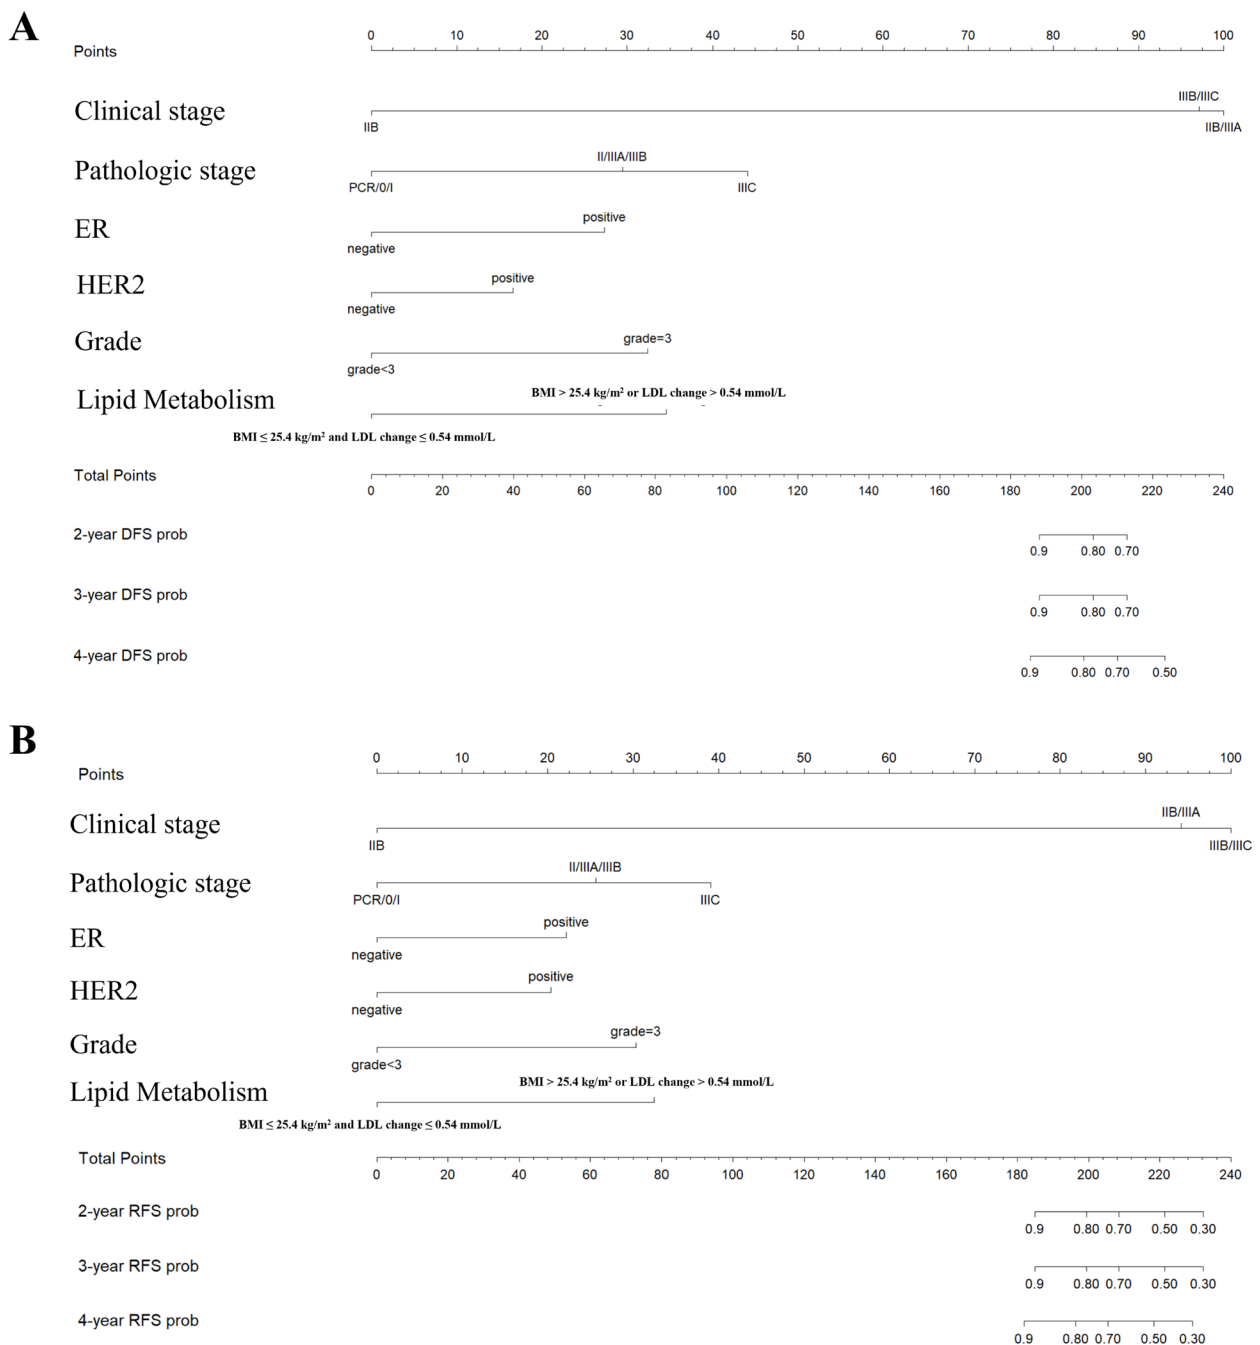 A
0 10 20 30 40 50 60 70 80 90 100
Points
IIIB/IIIC
Clinical stage
IIB IIB/IIIA
II/IIIA/IIIB
Pathologic stage
PCR/0/I IIIC
positive
ER
negative
positive
HER2
negative
grade=3
Grade
grade<3
BMI > 25.4 kg/m² or LDL change > 0.54 mmol/L
Lipid Metabolism
BMI ≤ 25.4 kg/m² and LDL change ≤ 0.54 mmol/L
Total Points
0 20 40 60 80 100 120 140 160 180 200 220 240
2-year DFS prob
0.9 0.80 0.70
3-year DFS prob
0.9 0.80 0.70
4-year DFS prob
0.9 0.80 0.70 0.50
B
0 10 20 30 40 50 60 70 80 90 100
Points
IIB/IIIA
Clinical stage
IIB IIIB/IIIC
II/IIIA/IIIB
Pathologic stage
PCR/0/I IIIC
positive
ER
negative
positive
HER2
negative
grade=3
Grade
grade<3
BMI > 25.4 kg/m² or LDL change > 0.54 mmol/L
Lipid Metabolism
BMI ≤ 25.4 kg/m² and LDL change ≤ 0.54 mmol/L
Total Points
0 20 40 60 80 100 120 140 160 180 200 220 240
2-year RFS prob
0.9 0.80 0.70 0.50 0.30
3-year RFS prob
0.9 0.80 0.70 0.50 0.30
4-year RFS prob
0.9 0.80 0.70 0.50 0.30